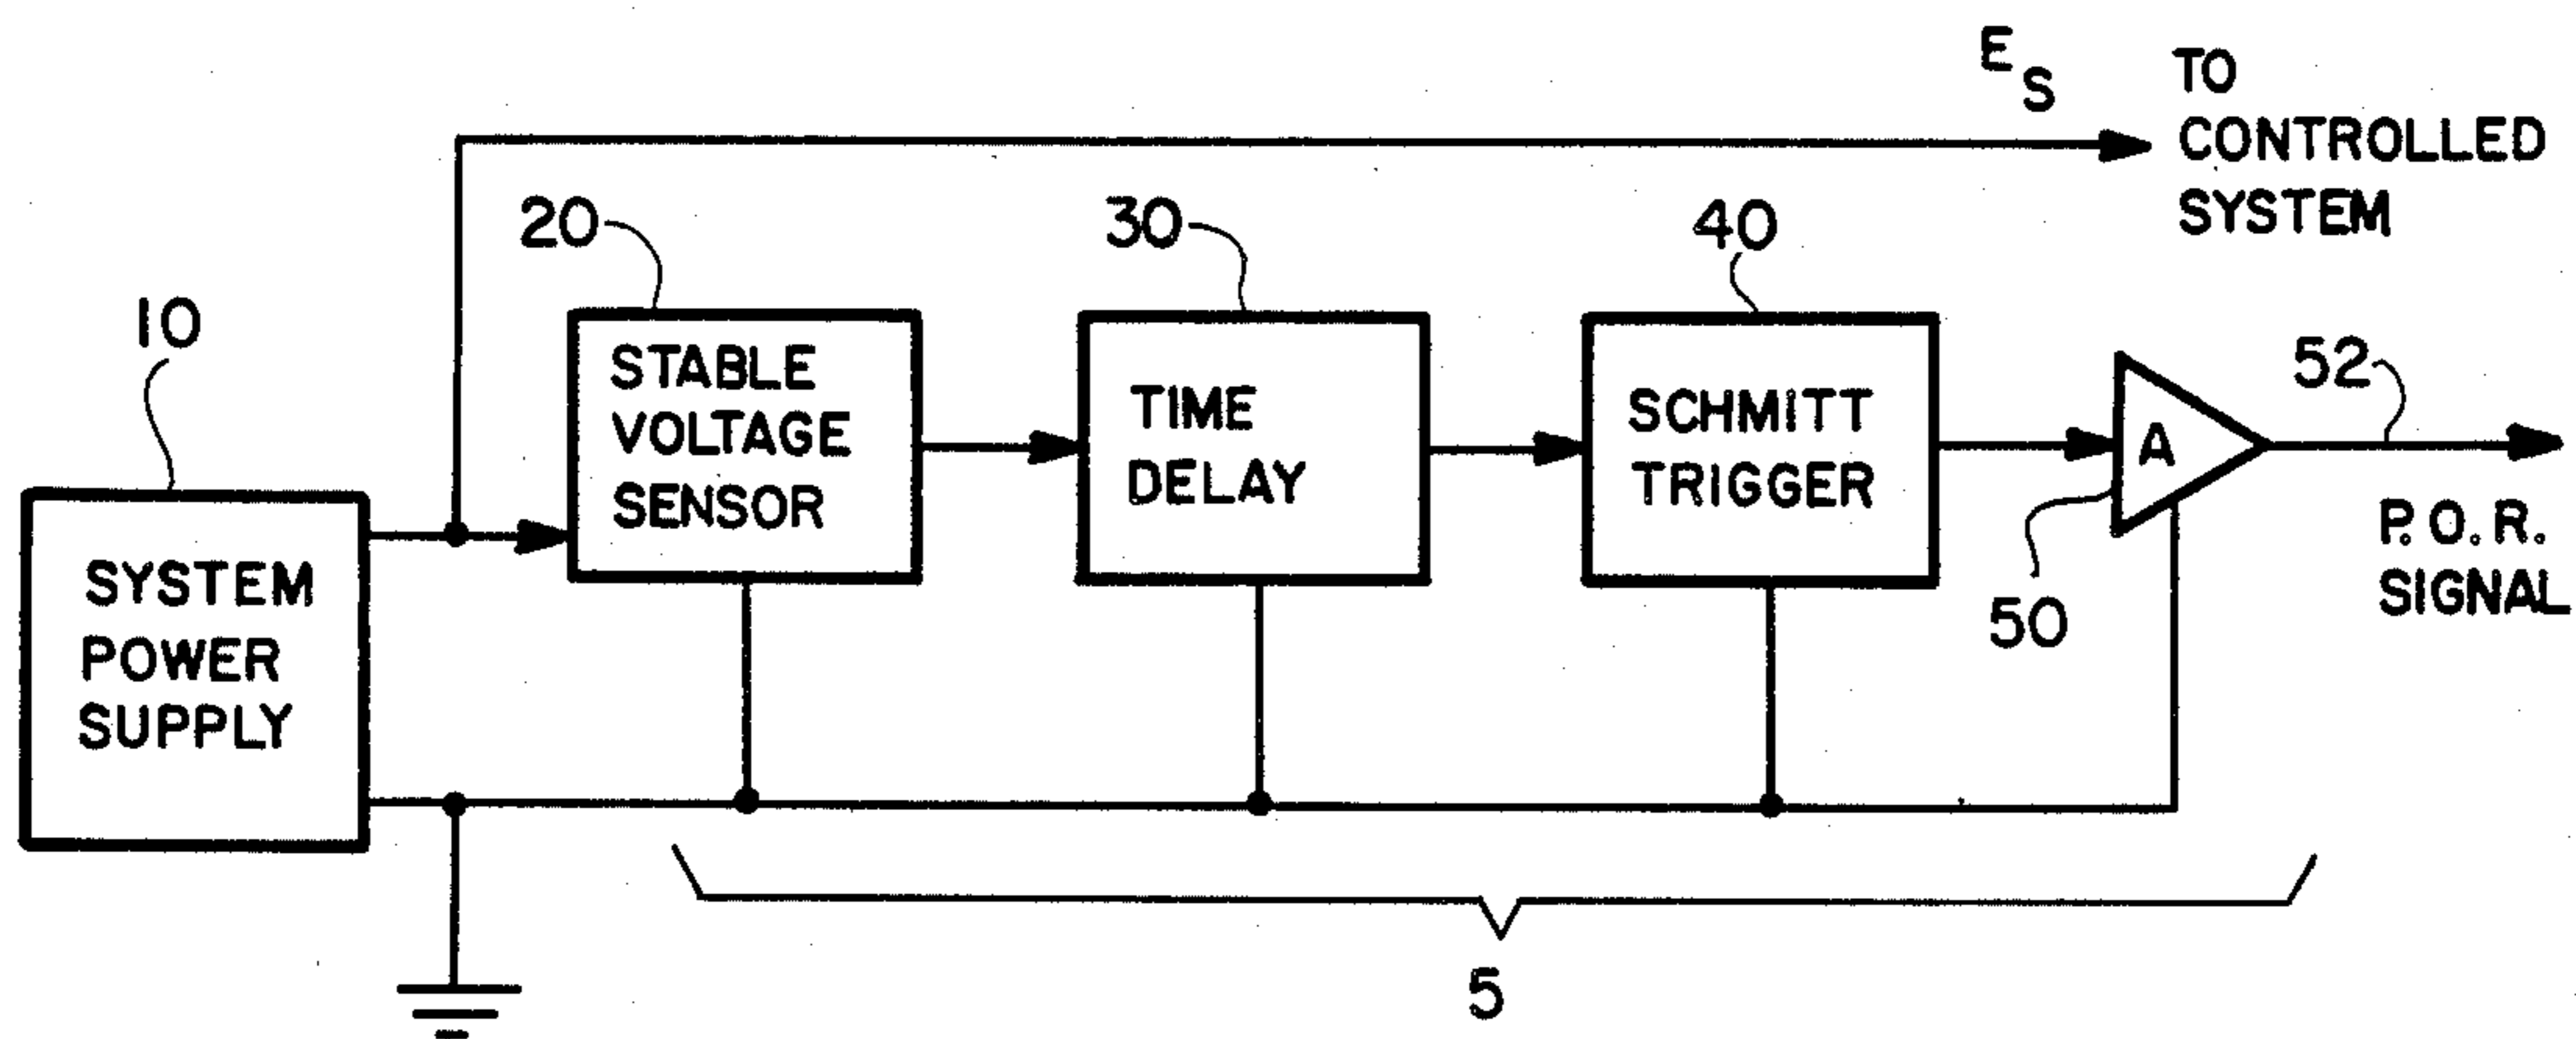 E S
TO
CONTROLLED
SYSTEM
20
30
40
10
52
STABLE
VOLTAGE
SENSOR
TIME
DELAY
SCHMITT
TRIGGER
A
50
P.O.R.
SIGNAL
SYSTEM
POWER
SUPPLY
5